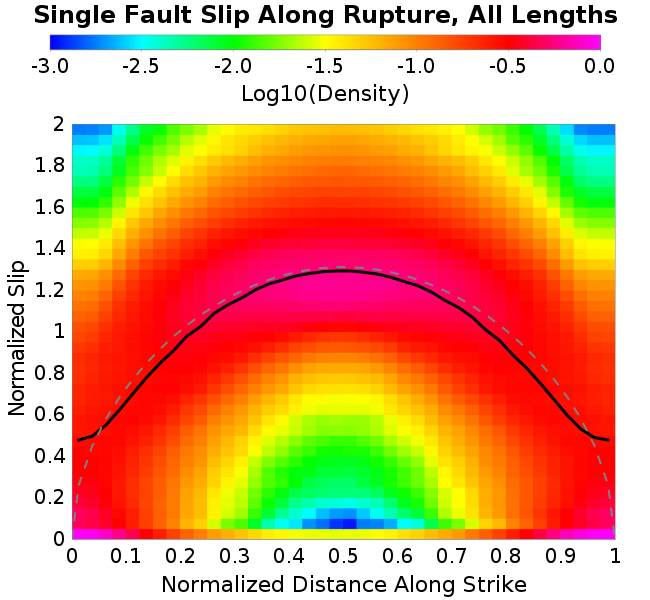 Single Fault Slip Along Rupture, All Lengths
-3.0 -2.5 -2.0 -1.5 -1.0 -0.5 0.0
Log10(Density)
2
1.8
1.6
1.4
1.2
1
0.8
0.6
0.4
0.2
0
Normalized Slip
0 0.1 0.2 0.3 0.4 0.5 0.6 0.7 0.8 0.9 1
Normalized Distance Along Strike